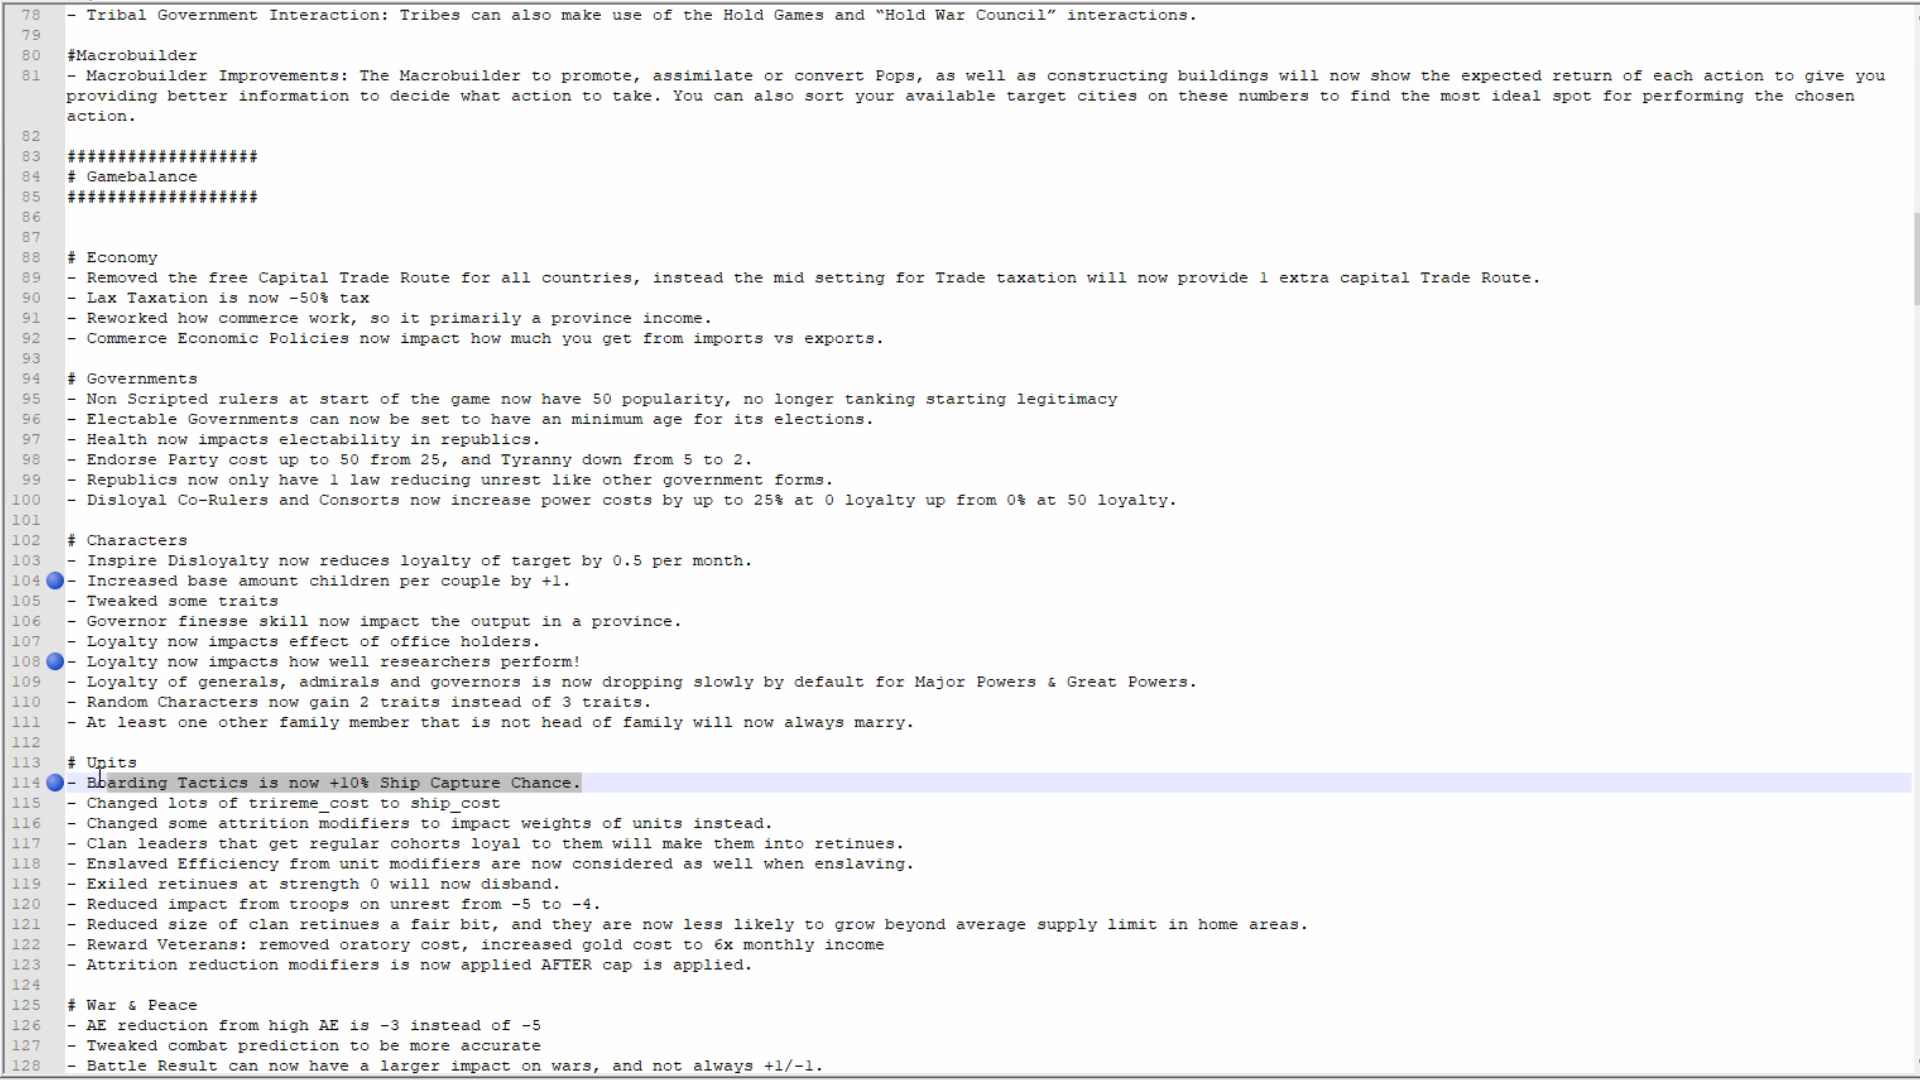 78 - Tribal Government Interaction: Tribes can also make use of the Hold Games and “Hold War Council” interactions.
79
80 #Macrobuilder
81 - Macrobuilder Improvements: The Macrobuilder to promote, assimilate or convert Pops, as well as constructing buildings will now show the expected return of each action to give you
providing better information to decide what action to take. You can also sort your available target cities on these numbers to find the most ideal spot for performing the chosen
action.
82
83 ###################
84 # Gamebalance
85 ###################
86
87
88 # Economy
89 - Removed the free Capital Trade Route for all countries, instead the mid setting for Trade taxation will now provide 1 extra capital Trade Route.
90 - Lax Taxation is now -50% tax
91 - Reworked how commerce work, so it primarily a province income.
92 - Commerce Economic Policies now impact how much you get from imports vs exports.
93
94 # Governments
95 - Non Scripted rulers at start of the game now have 50 popularity, no longer tanking starting legitimacy
96 - Electable Governments can now be set to have an minimum age for its elections.
97 - Health now impacts electability in republics.
98 - Endorse Party cost up to 50 from 25, and Tyranny down from 5 to 2.
99 - Republics now only have 1 law reducing unrest like other government forms.
100 - Disloyal Co-Rulers and Consorts now increase power costs by up to 25% at 0 loyalty up from 0% at 50 loyalty.
101
102 # Characters
103 - Inspire Disloyalty now reduces loyalty of target by 0.5 per month.
104 - Increased base amount children per couple by +1.
105 - Tweaked some traits
106 - Governor finesse skill now impact the output in a province.
107 - Loyalty now impacts effect of office holders.
108 - Loyalty now impacts how well researchers perform!
109 - Loyalty of generals, admirals and governors is now dropping slowly by default for Major Powers & Great Powers.
110 - Random Characters now gain 2 traits instead of 3 traits.
111 - At least one other family member that is not head of family will now always marry.
112
113 # Units
114 - Boarding Tactics is now +10% Ship Capture Chance.
115 - Changed lots of trireme_cost to ship_cost
116 - Changed some attrition modifiers to impact weights of units instead.
117 - Clan leaders that get regular cohorts loyal to them will make them into retinues.
118 - Enslaved Efficiency from unit modifiers are now considered as well when enslaving.
119 - Exiled retinues at strength 0 will now disband.
120 - Reduced impact from troops on unrest from -5 to -4.
121 - Reduced size of clan retinues a fair bit, and they are now less likely to grow beyond average supply limit in home areas.
122 - Reward Veterans: removed oratory cost, increased gold cost to 6x monthly income
123 - Attrition reduction modifiers is now applied AFTER cap is applied.
124
125 # War & Peace
126 - AE reduction from high AE is -3 instead of -5
127 - Tweaked combat prediction to be more accurate
128 - Battle Result can now have a larger impact on wars, and not always +1/-1.